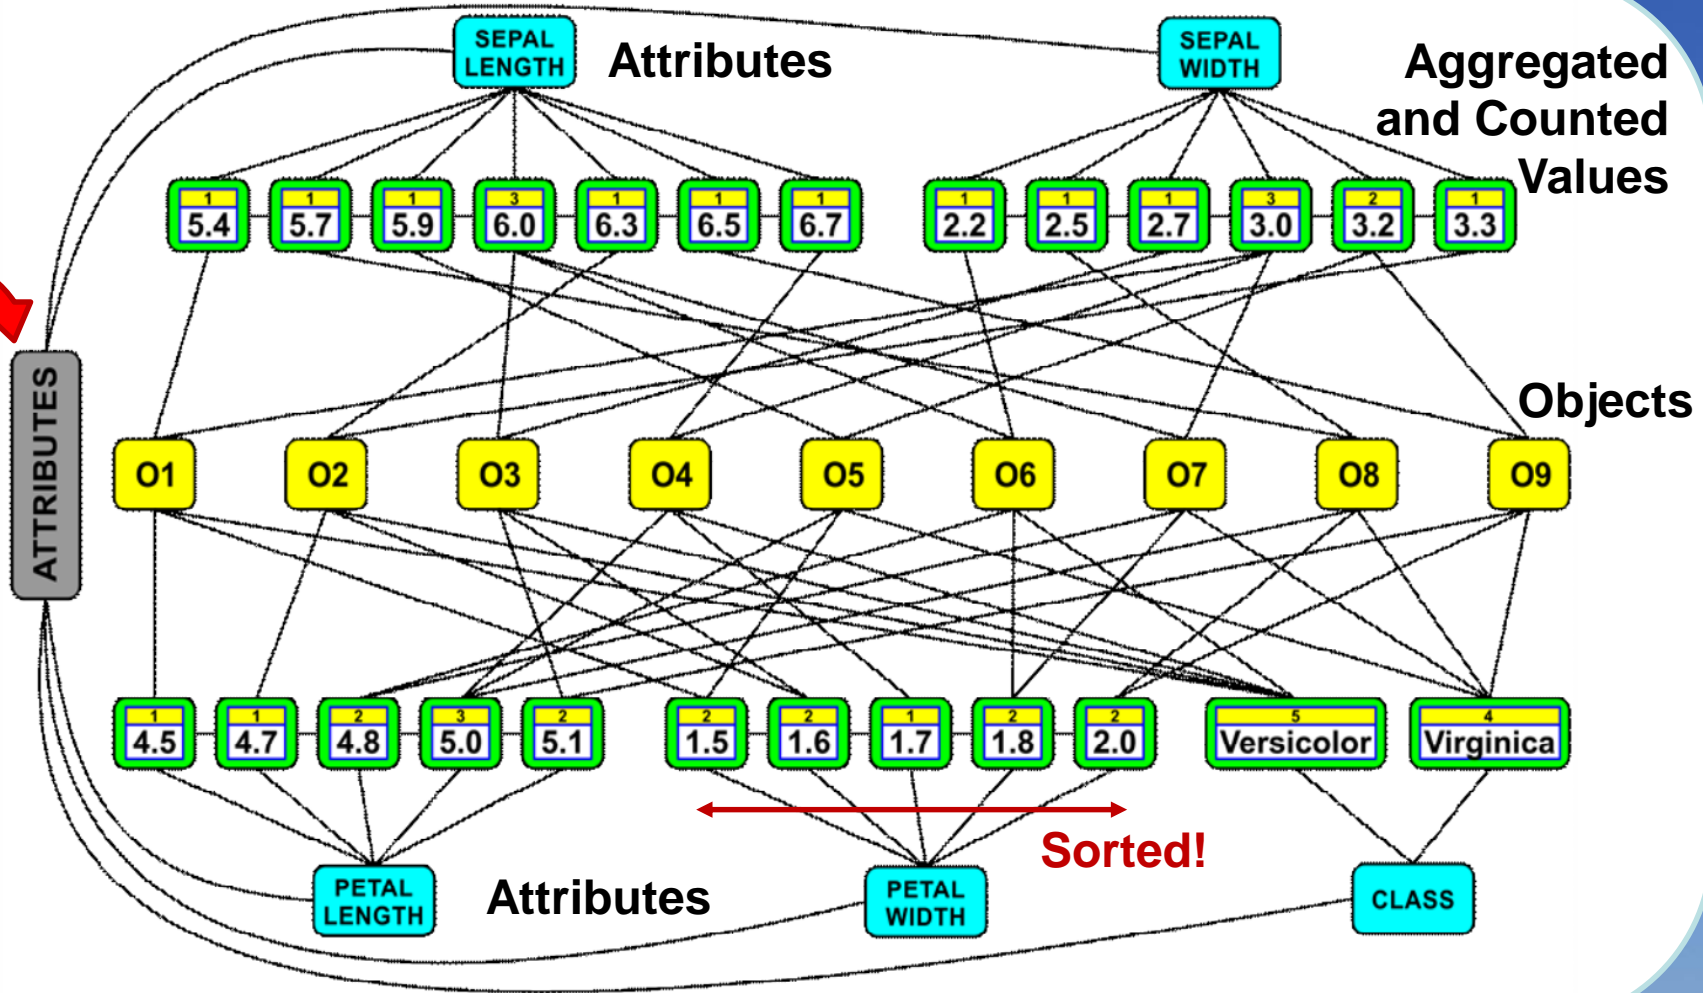 SEPAL
LENGTH
Attributes
SEPAL
WIDTH
Aggregated
and Counted
Values
1 1 1 3 1 1 1
5.4 5.7 5.9 6.0 6.3 6.5 6.7
1 1 1 3 2 1
2.2 2.5 2.7 3.0 3.2 3.3
ATTRIBUTES
Objects
O1 O2 O3 O4 O5 O6 O7 O8 O9
1 1 2 3 2
4.5 4.7 4.8 5.0 5.1
2 2 1 2 2
1.5 1.6 1.7 1.8 2.0
5 4
Versicolor Virginica
Sorted!
PETAL
LENGTH
Attributes
PETAL
WIDTH
CLASS